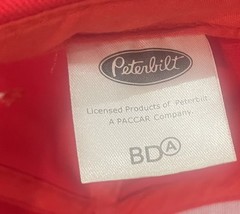 Peterbilt
Licensed Products of Peterbilt
A PACCAR Company.
BDA